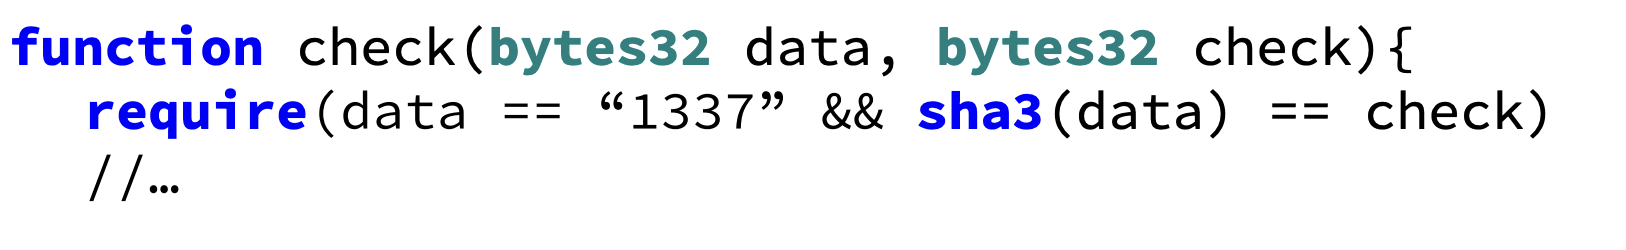 function check(bytes32 data, bytes32 check){
require(data == “1337” && sha3(data) == check)
//…